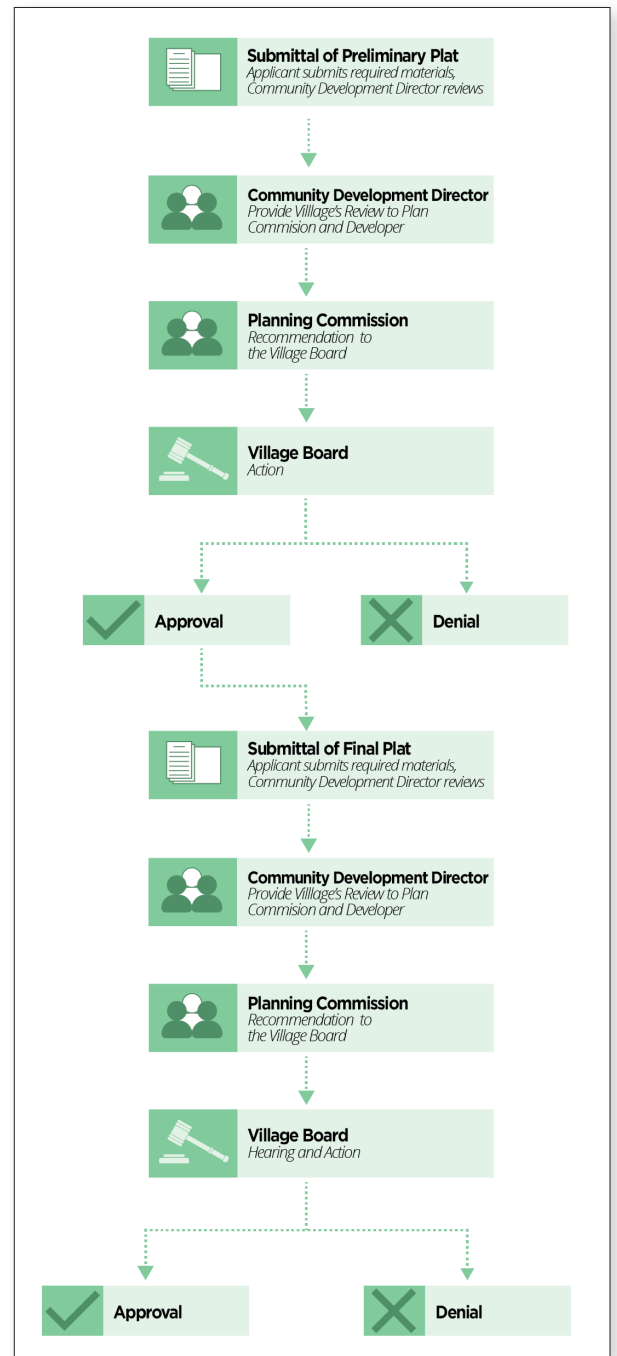 Submittal of Preliminary Plat
Applicant submits required materials,
Community Development Director reviews
Community Development Director
Provide Villlage's Review to Plan
Commision and Developer
Planning Commission
Recommendation to
the Village Board
Village Board
Action
Approval
Denial
Submittal of Final Plat
Applicant submits required materials,
Community Development Director reviews
Community Development Director
Provide Villlage's Review to Plan
Commision and Developer
Planning Commission
Recommendation to
the Village Board
Village Board
Hearing and Action
Approval
Denial